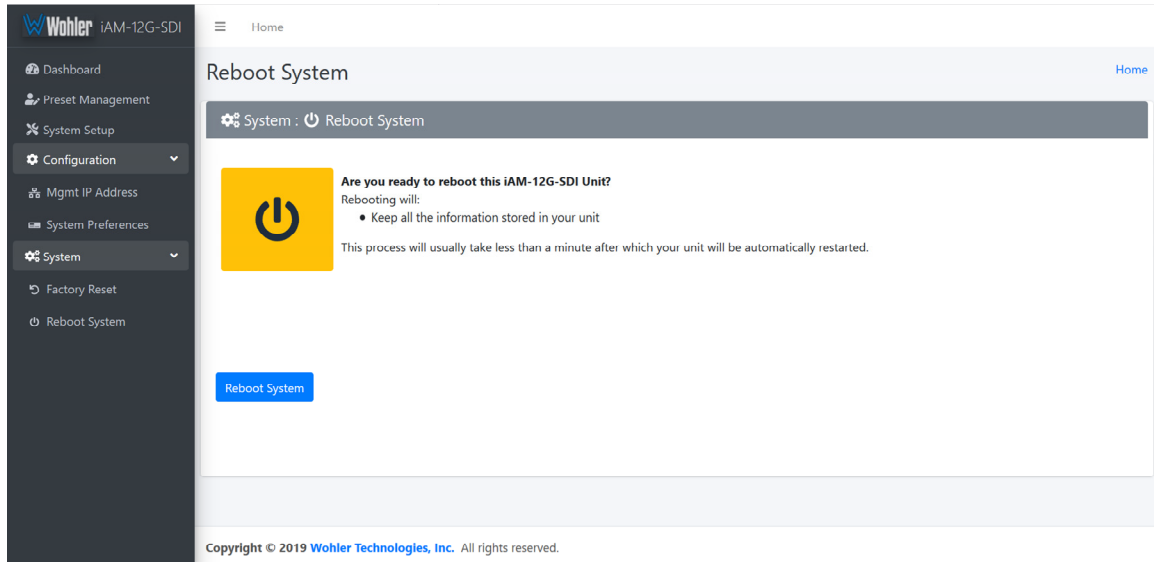 Wohler iAM-12G-SDI
Dashboard
Preset Management
System Setup
Configuration
Mgmt IP Address
System Preferences
System
Factory Reset
Reboot System
Home
Reboot System
Home
System : Reboot System
Are you ready to reboot this iAM-12G-SDI Unit?
Rebooting will:
• Keep all the information stored in your unit
This process will usually take less than a minute after which your unit will be automatically restarted.
Reboot System
Copyright © 2019 Wohler Technologies, Inc. All rights reserved.